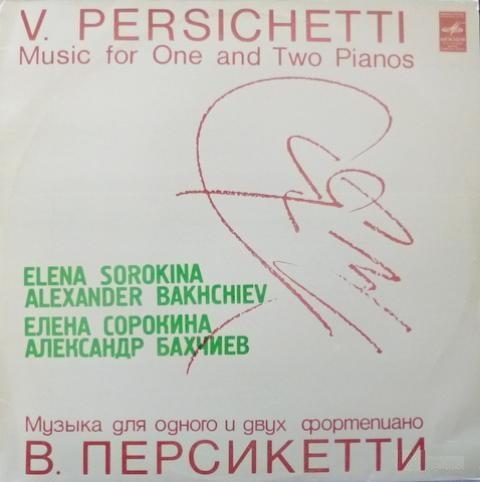 V. PERSICHETTI
Music for One and Two Pianos
ELENA SOROKINA
ALEXANDER BAKHCHIEV
ЕЛЕНА СОРОКИНА
АЛЕКСАНДР БАХЧИЕВ
Музыка для одного и двух фортепиано
В. ПЕРСИКЕТТИ